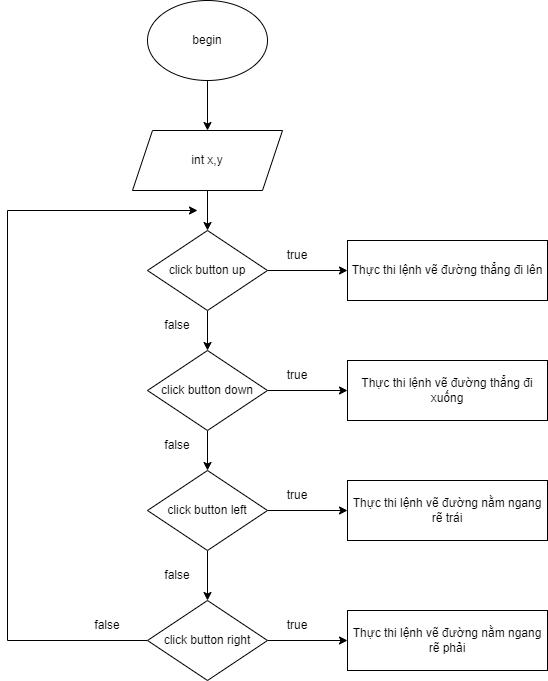 begin
int x,y
click button up
true
Thực thi lệnh vẽ đường thẳng đi lên
false
click button down
true
Thực thi lệnh vẽ đường thẳng đi
xuống
false
click button left
true
Thực thi lệnh vẽ đường nằm ngang
rẽ trái
false
false
click button right
true
Thực thi lệnh vẽ đường nằm ngang
rẽ phải